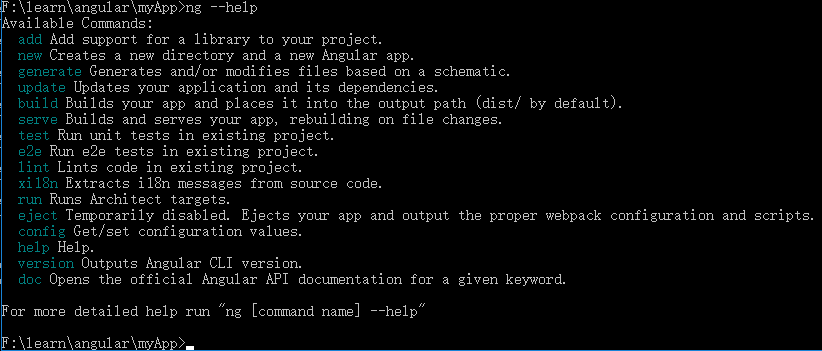 F:\learn\angular\myApp>ng --help
Available Commands:
  add Add support for a library to your project.
  new Creates a new directory and a new Angular app.
  generate Generates and/or modifies files based on a schematic.
  update Updates your application and its dependencies.
  build Builds your app and places it into the output path (dist/ by default).
  serve Builds and serves your app, rebuilding on file changes.
  test Run unit tests in existing project.
  e2e Run e2e tests in existing project.
  lint Lints code in existing project.
  xi18n Extracts i18n messages from source code.
  run Runs Architect targets.
  eject Temporarily disabled. Ejects your app and output the proper webpack configuration and scripts.
  config Get/set configuration values.
  help Help.
  version Outputs Angular CLI version.
  doc Opens the official Angular API documentation for a given keyword.
For more detailed help run "ng [command name] --help"
F:\learn\angular\myApp>